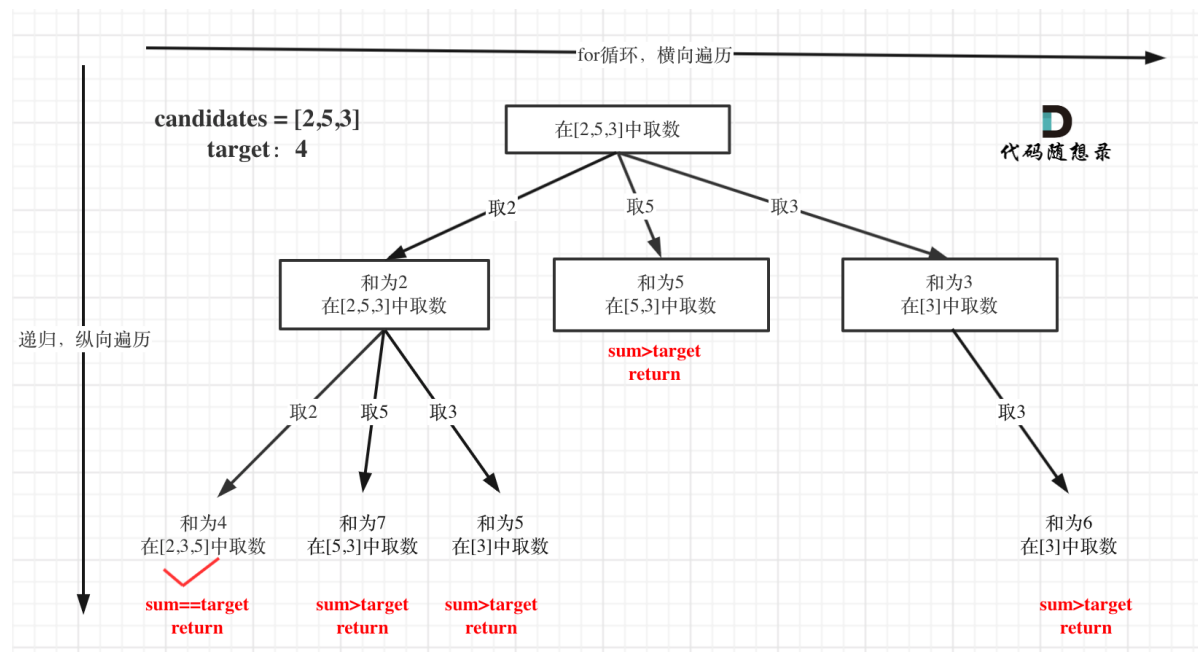 for循环，横向遍历
candidates = [2,5,3]
target：4
在[2,5,3]中取数
代码随想录
取2
取5
取3
和为2
在[2,5,3]中取数
和为5
在[5,3]中取数
和为3
在[3]中取数
递归，纵向遍历
sum>target
return
取2
取5
取3
取3
和为4
在[2,3,5]中取数
和为7
在[5,3]中取数
和为5
在[3]中取数
和为6
在[3]中取数
sum==target
return
sum>target
return
sum>target
return
sum>target
return